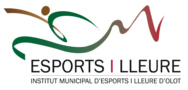 ESPORTS I LLEURE
INSTITUT MUNICIPAL D'ESPORTS I LLEURE D'OLOT